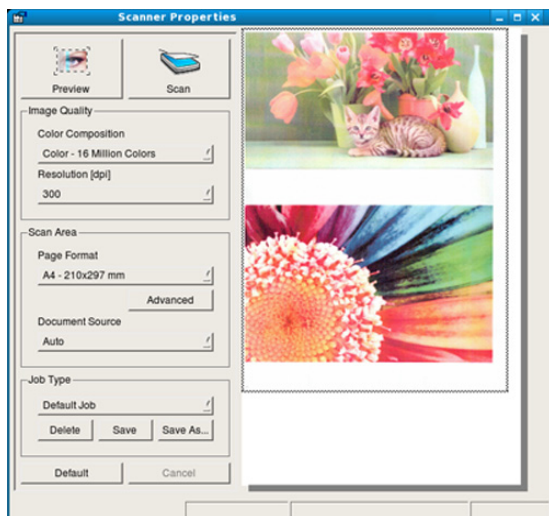 Scanner Properties
Preview
Scan
Image Quality
Color Composition
Color - 16 Million Colors
Resolution [dpi]
300
Scan Area
Page Format
A4 - 210x297 mm
Advanced
Document Source
Auto
Job Type
Default Job
Delete
Save
Save As...
Default
Cancel